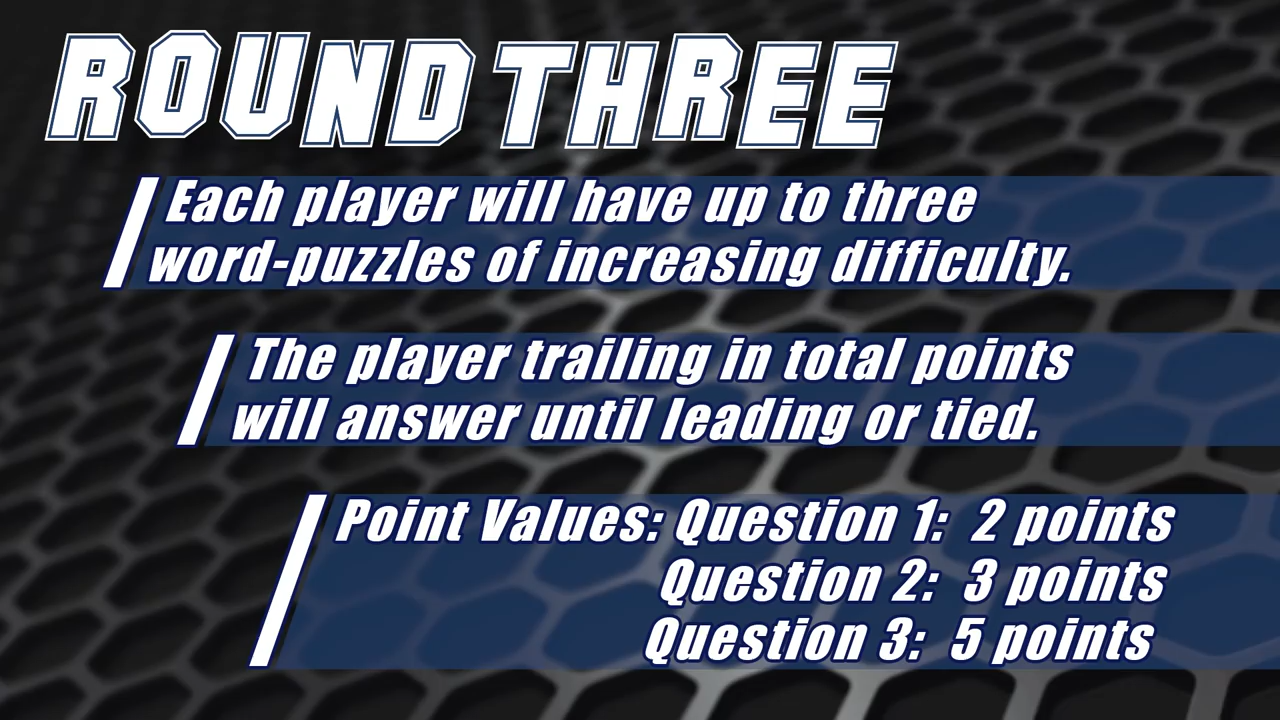 ROUND THREE
Each player will have up to three
word-puzzles of increasing difficulty.
The player trailing in total points
will answer until leading or tied.
Point Values: Question 1: 2 points
Question 2: 3 points
Question 3: 5 points